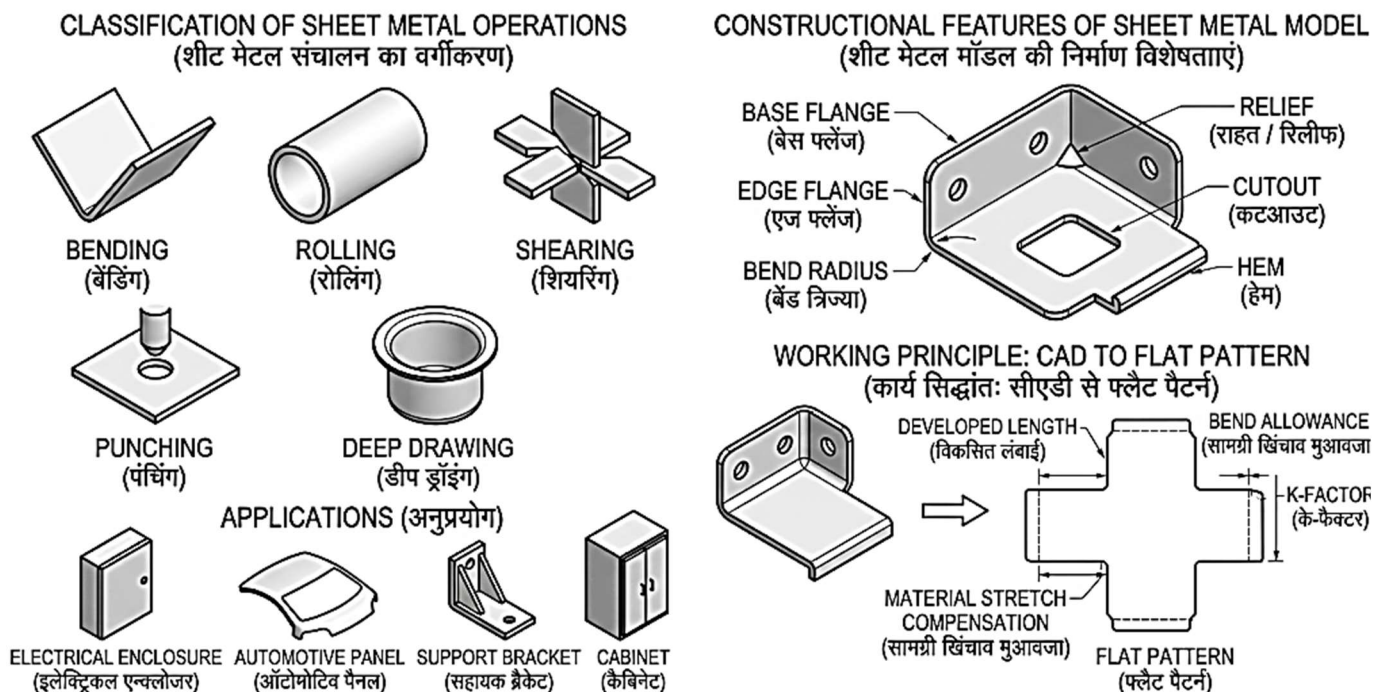 CLASSIFICATION OF SHEET METAL OPERATIONS
(शीट मेटल संचालन का वर्गीकरण)
BENDING
(बेंडिंग)
ROLLING
(रोलिंग)
SHEARING
(शियरिंग)
PUNCHING
(पंचिंग)
DEEP DRAWING
(डीप ड्रॉइंग)
APPLICATIONS (अनुप्रयोग)
ELECTRICAL ENCLOSURE
(इलेक्ट्रिकल एन्क्लोजर)
AUTOMOTIVE PANEL
(ऑटोमोटिव पैनल)
SUPPORT BRACKET
(सहायक ब्रैकेट)
CABINET
(कैबिनेट)
CONSTRUCTIONAL FEATURES OF SHEET METAL MODEL
(शीट मेटल मॉडल की निर्माण विशेषतााएं)
BASE FLANGE
(बेस फ्लेंज)
EDGE FLANGE
(एज फ्लेंज)
BEND RADIUS
(बेंड त्रिज्या)
RELIEF
(राहत / रिलीफ)
CUTOUT
(कटआउट)
HEM
(हेम)
WORKING PRINCIPLE: CAD TO FLAT PATTERN
(कार्य सिद्धांतः सीएडी से फ्लैट पैटर्न)
DEVELOPED LENGTH
(विकसित लंबाई)
BEND ALLOWANCE
(सामग्री खिंचाव मुआवजा
K-FACTOR
(के-फैक्टर)
MATERIAL STRETCH
COMPENSATION
(सामग्री खिंचाव मुआवजा)
FLAT PATTERN
(फ्लैट पैटर्न)